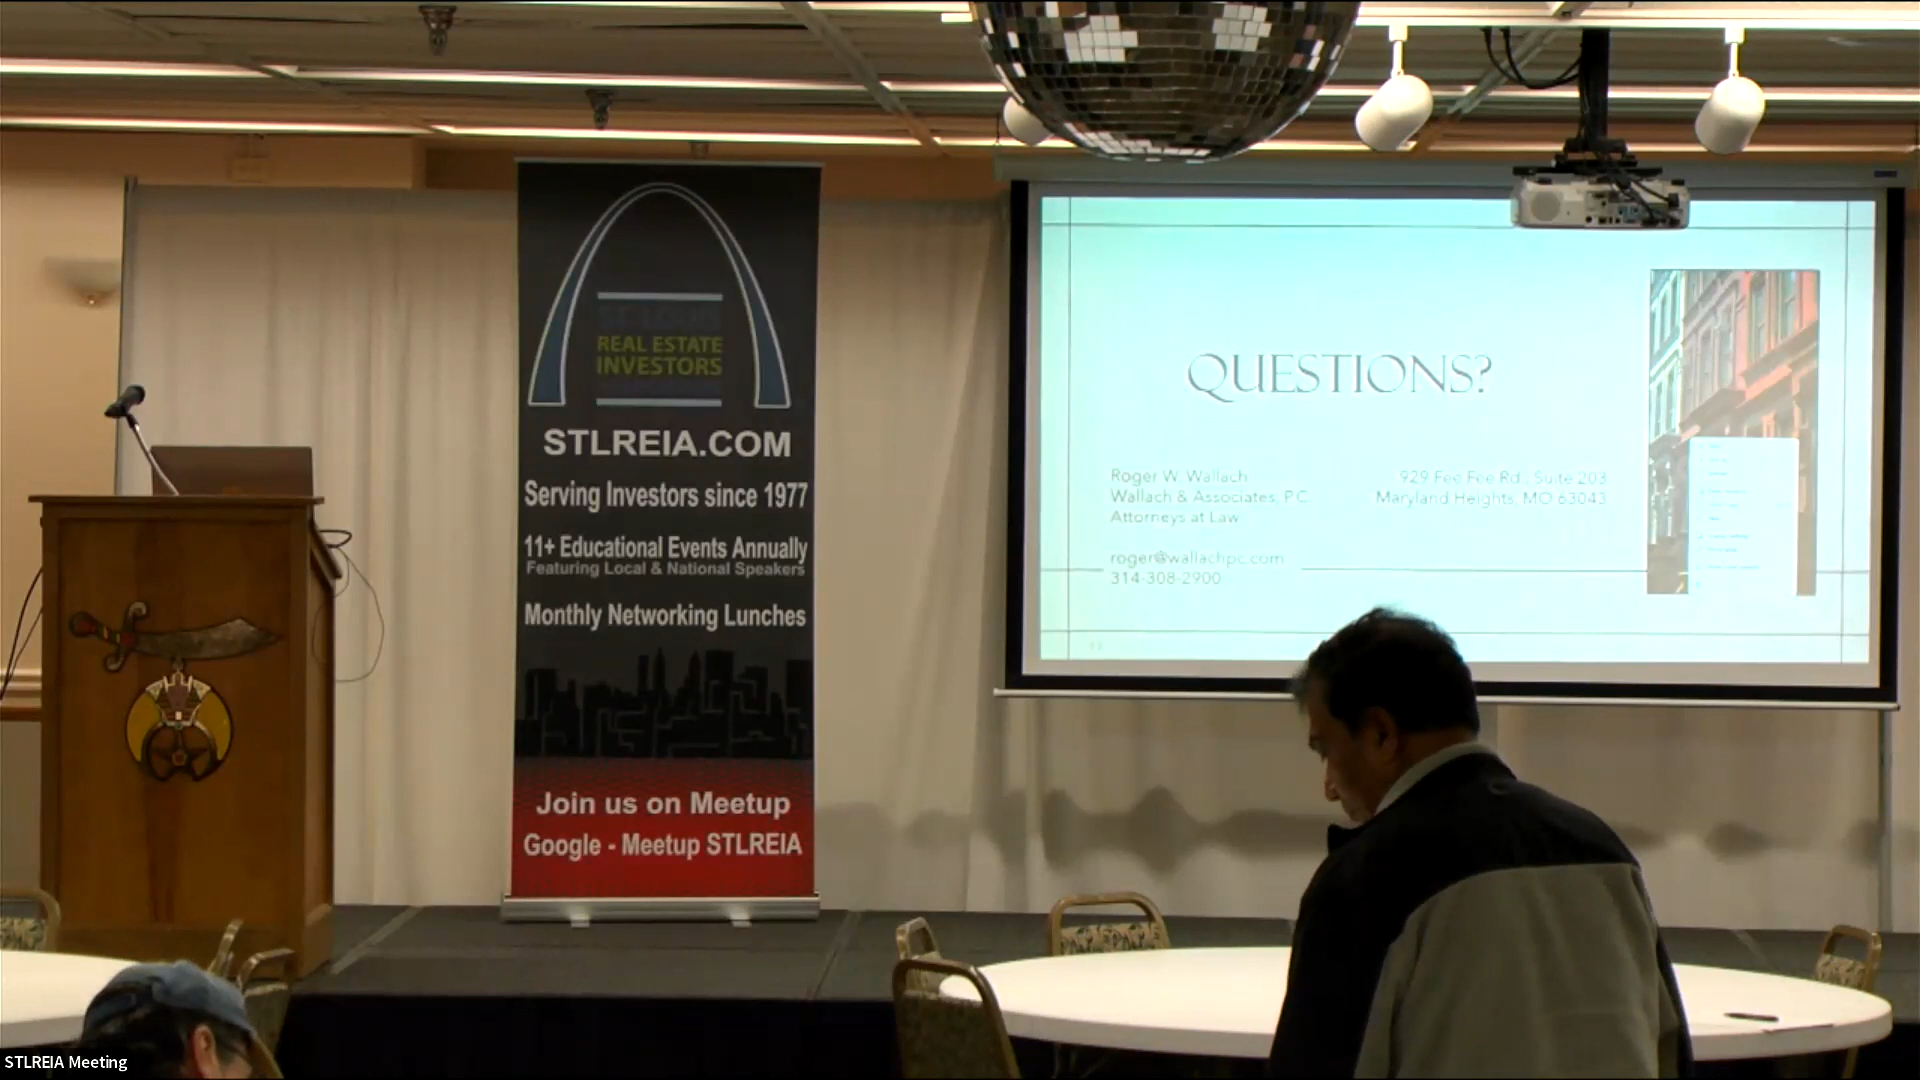 ST. LOUIS
REAL ESTATE
INVESTORS
STLREIA.COM
Serving Investors since 1977
11+ Educational Events Annually
Featuring Local & National Speakers
Monthly Networking Lunches
Join us on Meetup
Google - Meetup STLREIA
QUESTIONS?
Roger W. Wallach
Wallach & Associates, P.C.
Attorneys at Law
roger@wallachpc.com
314-308-2900
929 Fee Fee Rd., Suite 203
Maryland Heights, MO 63043
STLREIA Meeting